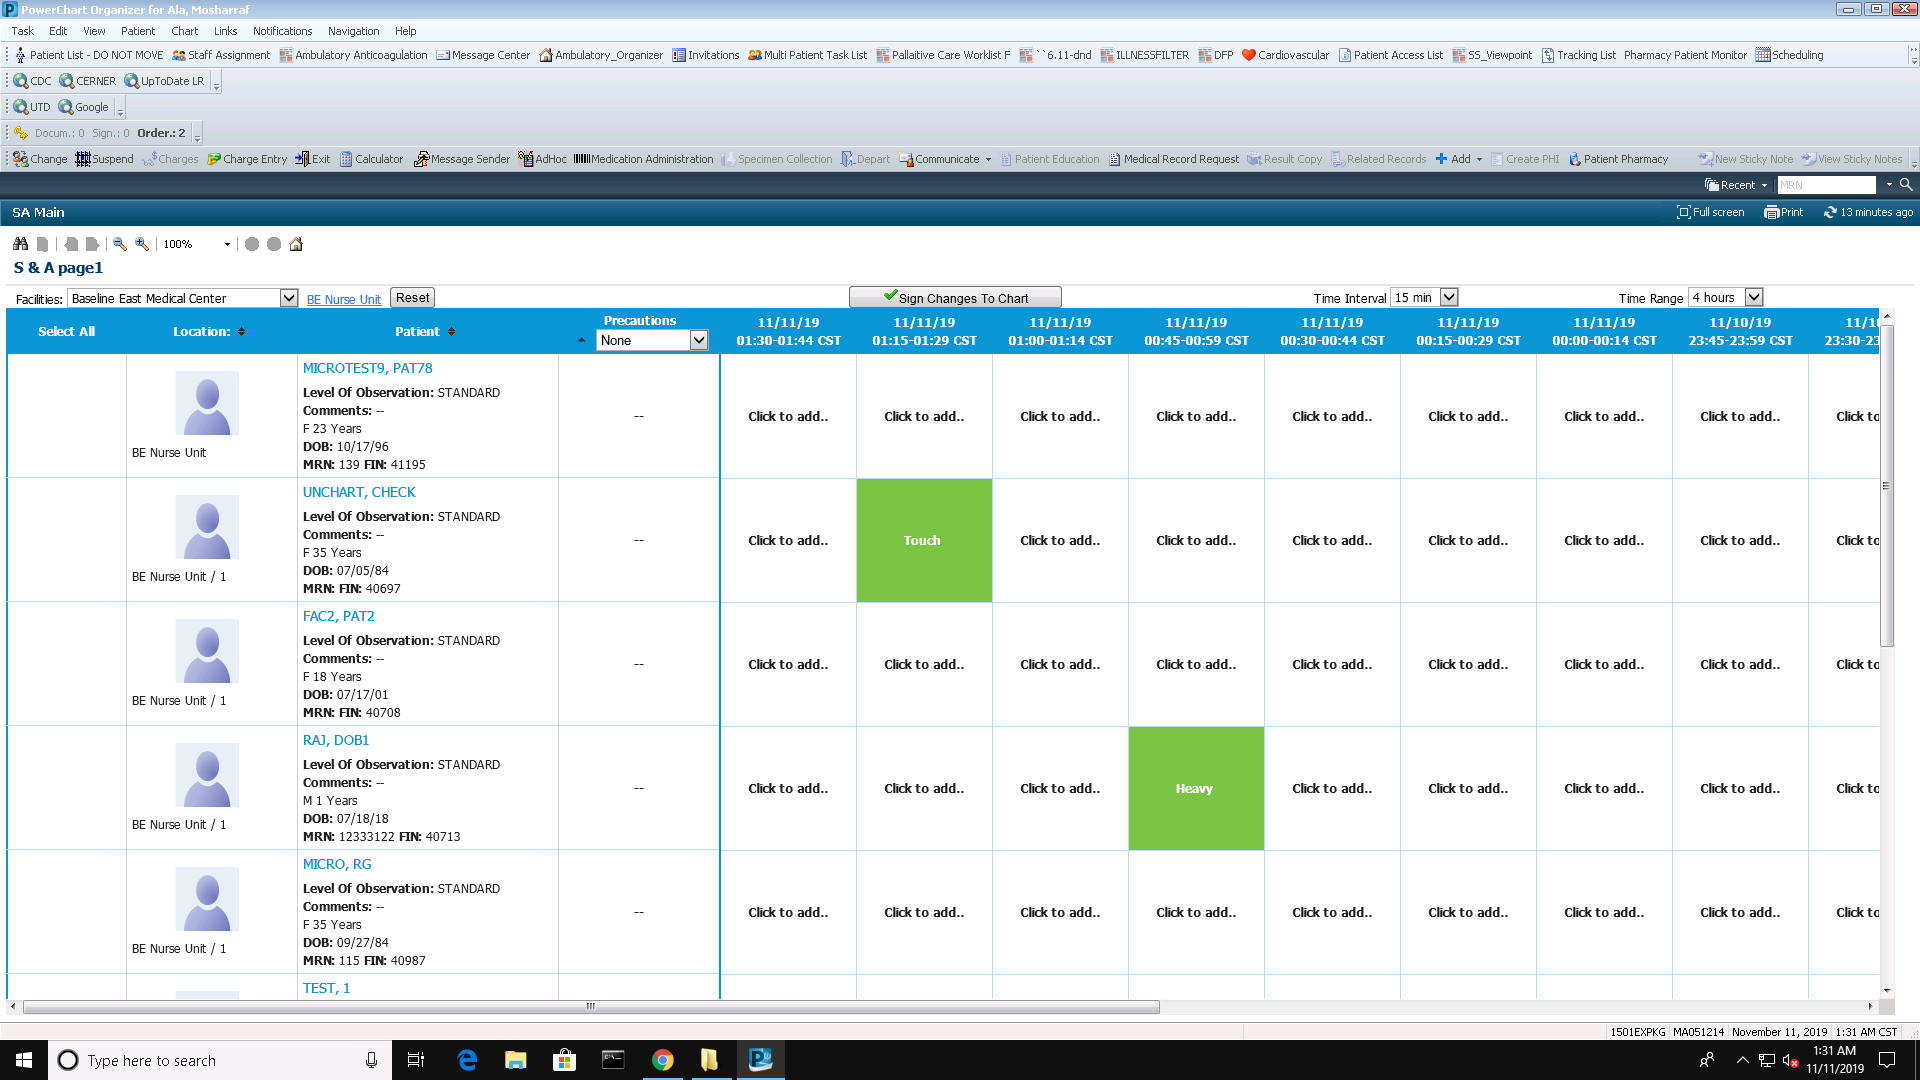 PowerChart Organizer for Ala, Mosharraf
Task Edit View Patient Chart Links Notifications Navigation Help
Patient List - DO NOT MOVE Staff Assignment Ambulatory Anticoagulation Message Center Ambulatory_Organizer Invitations Multi Patient Task List Pallaitive Care Worklist F ``6.11-dnd ILLNESSFILTER DFP Cardiovascular Patient Access List SS_Viewpoint Tracking List Pharmacy Patient Monitor Scheduling
CDC CERNER UpToDate LR
UTD Google
Docum.: 0 Sign.: 0 Order.: 2
Change Suspend Charges Charge Entry Exit Calculator Message Sender AdHoc Medication Administration Specimen Collection Depart Communicate Patient Education Medical Record Request Result Copy Related Records Add Create PHI Patient Pharmacy New Sticky Note View Sticky Notes
Recent MRN
SA Main Full screen Print 13 minutes ago
100%
S & A page1
Facilities: Baseline East Medical Center BE Nurse Unit Reset Sign Changes To Chart Time Interval 15 min Time Range 4 hours
Select All Location: Patient Precautions None
11/11/19 11/11/19 11/11/19 11/11/19 11/11/19 11/11/19 11/11/19 11/10/19 11/10
01:30-01:44 CST 01:15-01:29 CST 01:00-01:14 CST 00:45-00:59 CST 00:30-00:44 CST 00:15-00:29 CST 00:00-00:14 CST 23:45-23:59 CST 23:30-23
MICROTEST9, PAT78
Level Of Observation: STANDARD
Comments: --
F 23 Years
DOB: 10/17/96
MRN: 139 FIN: 41195
BE Nurse Unit
-- Click to add.. Click to add.. Click to add.. Click to add.. Click to add.. Click to add.. Click to add.. Click to add.. Click to
UNCHART, CHECK
Level Of Observation: STANDARD
Comments: --
F 35 Years
DOB: 07/05/84
MRN: FIN: 40697
BE Nurse Unit / 1
-- Click to add.. Touch Click to add.. Click to add.. Click to add.. Click to add.. Click to add.. Click to add.. Click to
FAC2, PAT2
Level Of Observation: STANDARD
Comments: --
F 18 Years
DOB: 07/17/01
MRN: FIN: 40708
BE Nurse Unit / 1
-- Click to add.. Click to add.. Click to add.. Click to add.. Click to add.. Click to add.. Click to add.. Click to add.. Click to
RAJ, DOB1
Level Of Observation: STANDARD
Comments: --
M 1 Years
DOB: 07/18/18
MRN: 12333122 FIN: 40713
BE Nurse Unit / 1
-- Click to add.. Click to add.. Click to add.. Heavy Click to add.. Click to add.. Click to add.. Click to add.. Click to
MICRO, RG
Level Of Observation: STANDARD
Comments: --
F 35 Years
DOB: 09/27/84
MRN: 115 FIN: 40987
BE Nurse Unit / 1
-- Click to add.. Click to add.. Click to add.. Click to add.. Click to add.. Click to add.. Click to add.. Click to add.. Click to
TEST, 1
1501EXPKG MA051214 November 11, 2019 1:31 AM CST
Type here to search
1:31 AM
11/11/2019